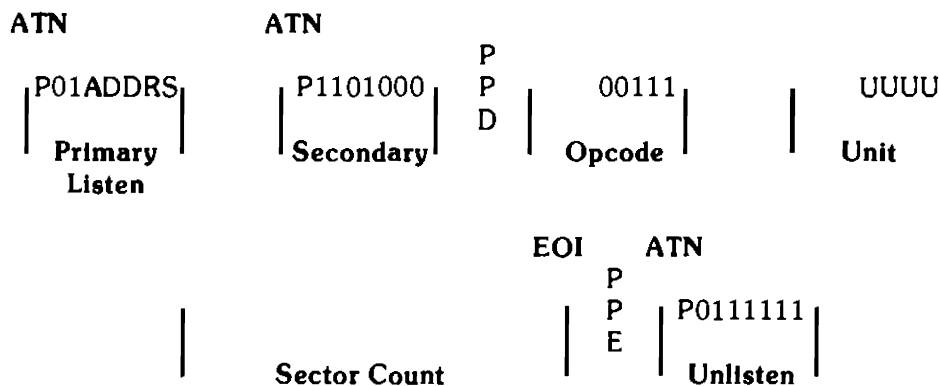 ATN ATN
P
P01ADDRS P1101000 P 00111 UUUU
D
Primary Secondary Opcode Unit
Listen
EOI ATN
P
P P0111111
E
Sector Count Unlisten